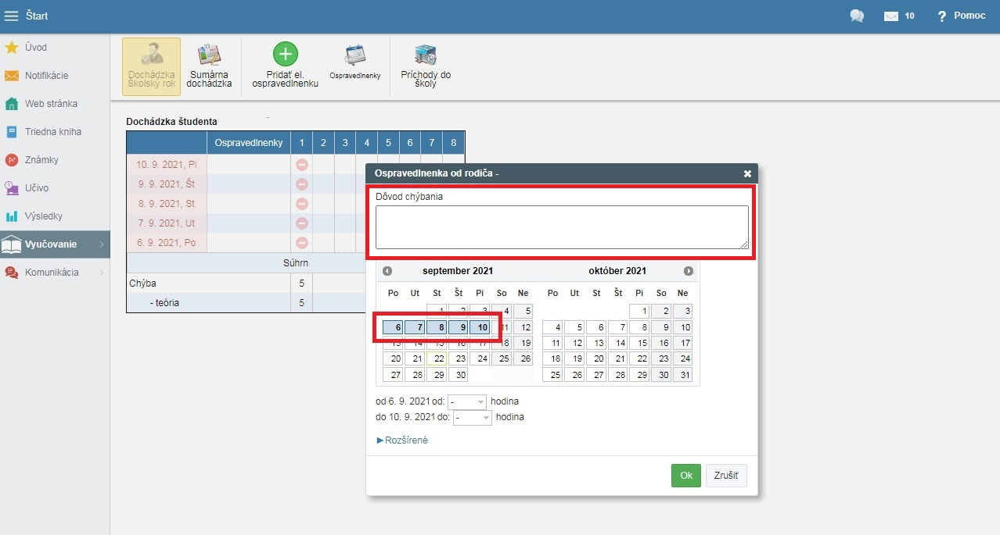 Štart
10
? Pomoc
Úvod
Notifikácie
Web stránka
Triedna kniha
Známky
Učivo
Výsledky
Vyučovanie
Komunikácia
Dochádzka
Školský rok
Sumárna
dochádzka
Pridať el.
ospravedlnenku
Ospravedlnenky
Príchody do
školy
Dochádzka študenta
Ospravedlnenky 1 2 3 4 5 6 7 8
10. 9. 2021, Pi
9. 9. 2021, Št
8. 9. 2021, St
7. 9. 2021, Ut
6. 9. 2021, Po
Súhrn
Chýba 5
- teória 5
Ospravedlnenka od rodiča -
Dôvod chýbania
september 2021 október 2021
Po Ut St Št Pi So Ne Po Ut St Št Pi So Ne
1 2 3 4 5 1 2 3
6 7 8 9 10 11 12 4 5 6 7 8 9 10
13 14 15 16 17 18 19 11 12 13 14 15 16 17
20 21 22 23 24 25 26 18 19 20 21 22 23 24
27 28 29 30 25 26 27 28 29 30 31
od 6. 9. 2021 od: - hodina
do 10. 9. 2021 do: - hodina
Rozšírené
Ok Zrušiť